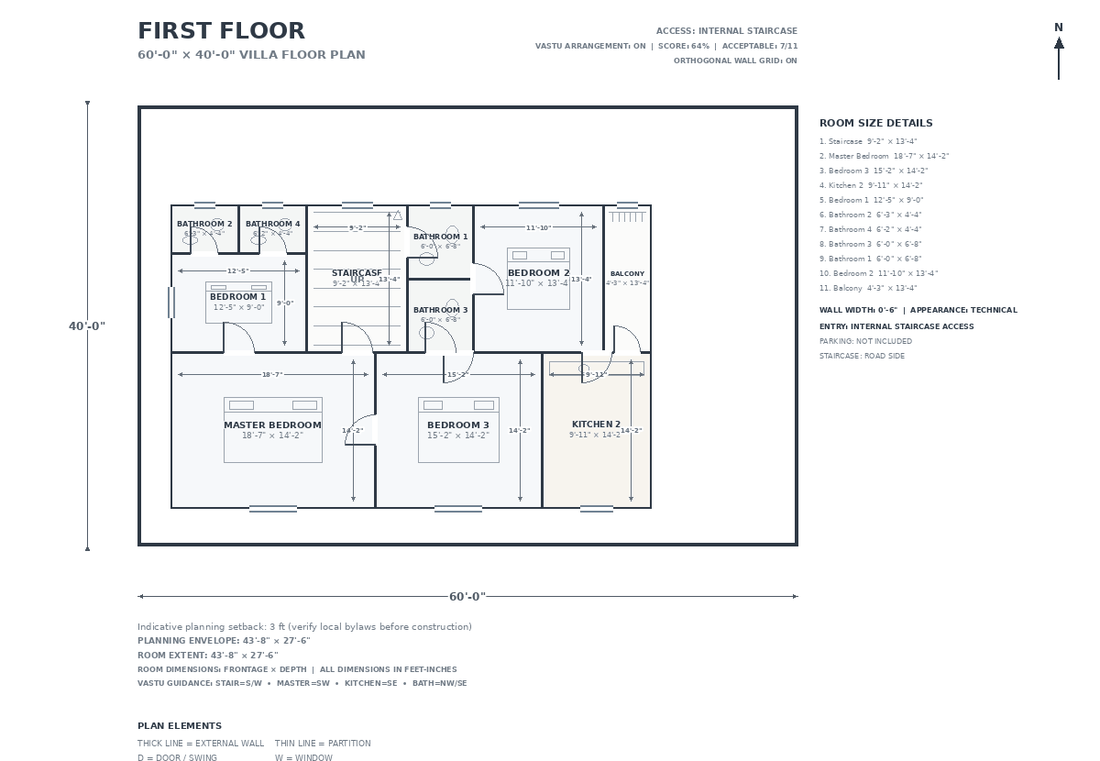 FIRST FLOOR
60'-0" × 40'-0" VILLA FLOOR PLAN
ACCESS: INTERNAL STAIRCASE
VASTU ARRANGEMENT: ON | SCORE: 64% | ACCEPTABLE: 7/11
ORTHOGONAL WALL GRID: ON
N
ROOM SIZE DETAILS
1. Staircase 9'-2" × 13'-4"
2. Master Bedroom 18'-7" × 14'-2"
3. Bedroom 3 15'-2" × 14'-2"
4. Kitchen 2 9'-11" × 14'-2"
5. Bedroom 1 12'-5" × 9'-0"
6. Bathroom 2 6'-3" × 4'-4"
7. Bathroom 4 6'-2" × 4'-4"
8. Bathroom 3 6'-0" × 6'-8"
9. Bathroom 1 6'-0" × 6'-8"
10. Bedroom 2 11'-10" × 13'-4"
11. Balcony 4'-3" × 13'-4"
WALL WIDTH: 0'-6" | APPEARANCE: TECHNICAL
ENTRY: INTERNAL STAIRCASE ACCESS
PARKING: NOT INCLUDED
STAIRCASE: ROAD SIDE
40'-0"
BATHROOM 2
6'-3" × 4'-4"
BATHROOM 4
6'-2" × 4'-4"
9'-2"
STAIRCASE
UP
9'-2" × 13'-4"
13'-4"
BATHROOM 1
6'-0" × 6'-8"
11'-10"
BEDROOM 2
11'-10" × 13'-4"
13'-4"
BALCONY
4'-3" × 13'-4"
12'-5"
BEDROOM 1
12'-5" × 9'-0"
9'-0"
BATHROOM 3
6'-0" × 6'-8"
18'-7"
MASTER BEDROOM
18'-7" × 14'-2"
14'-2"
15'-2"
BEDROOM 3
15'-2" × 14'-2"
14'-2"
9'-11"
KITCHEN 2
9'-11" × 14'-2"
14'-2"
60'-0"
Indicative planning setback: 3 ft (verify local bylaws before construction)
PLANNING ENVELOPE: 43'-8" × 27'-6"
ROOM EXTENT: 43'-8" × 27'-6"
ROOM DIMENSIONS: FRONTAGE × DEPTH | ALL DIMENSIONS IN FEET-INCHES
VASTU GUIDANCE: STAIR=S/W • MASTER=SW • KITCHEN=SE • BATH=NW/SE
PLAN ELEMENTS
THICK LINE = EXTERNAL WALL THIN LINE = PARTITION
D = DOOR / SWING W = WINDOW